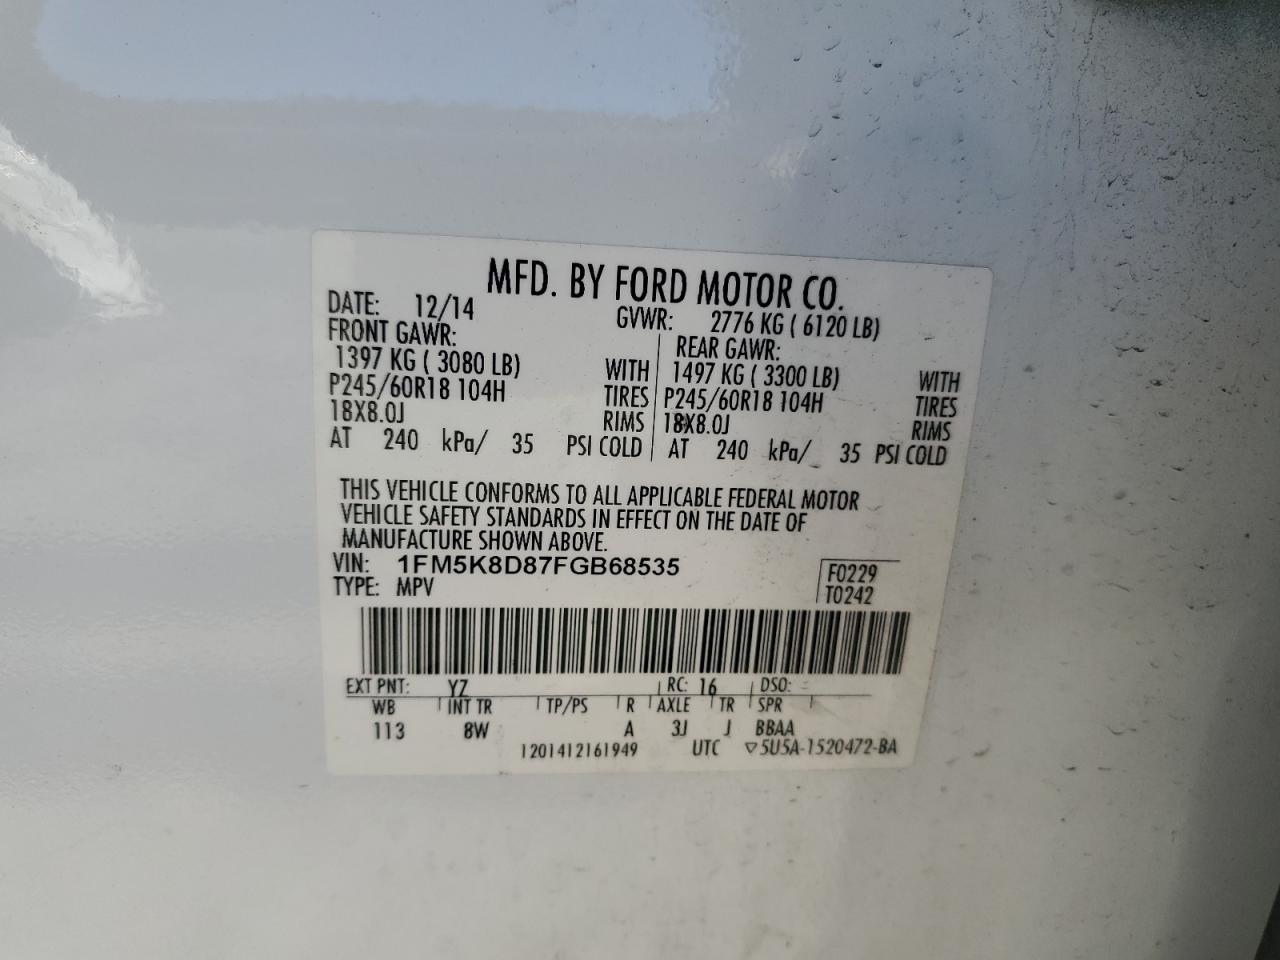 MFD. BY FORD MOTOR CO.
DATE: 12/14 GVWR: 2776 KG ( 6120 LB)
FRONT GAWR: REAR GAWR:
1397 KG ( 3080 LB) WITH 1497 KG ( 3300 LB) WITH
P245/60R18 104H TIRES P245/60R18 104H TIRES
18X8.0J RIMS 18X8.0J RIMS
AT 240 kPa/ 35 PSI COLD AT 240 kPa/ 35 PSI COLD
THIS VEHICLE CONFORMS TO ALL APPLICABLE FEDERAL MOTOR
VEHICLE SAFETY STANDARDS IN EFFECT ON THE DATE OF
MANUFACTURE SHOWN ABOVE.
VIN: 1FM5K8D87FGB68535 F0229
TYPE: MPV T0242
EXT PNT: YZ RC: 16 DSO:
WB INT TR TP/PS R AXLE TR SPR
113 8W A 3J J BBAA
1201412161949 UTC ▽5U5A-1520472-BA